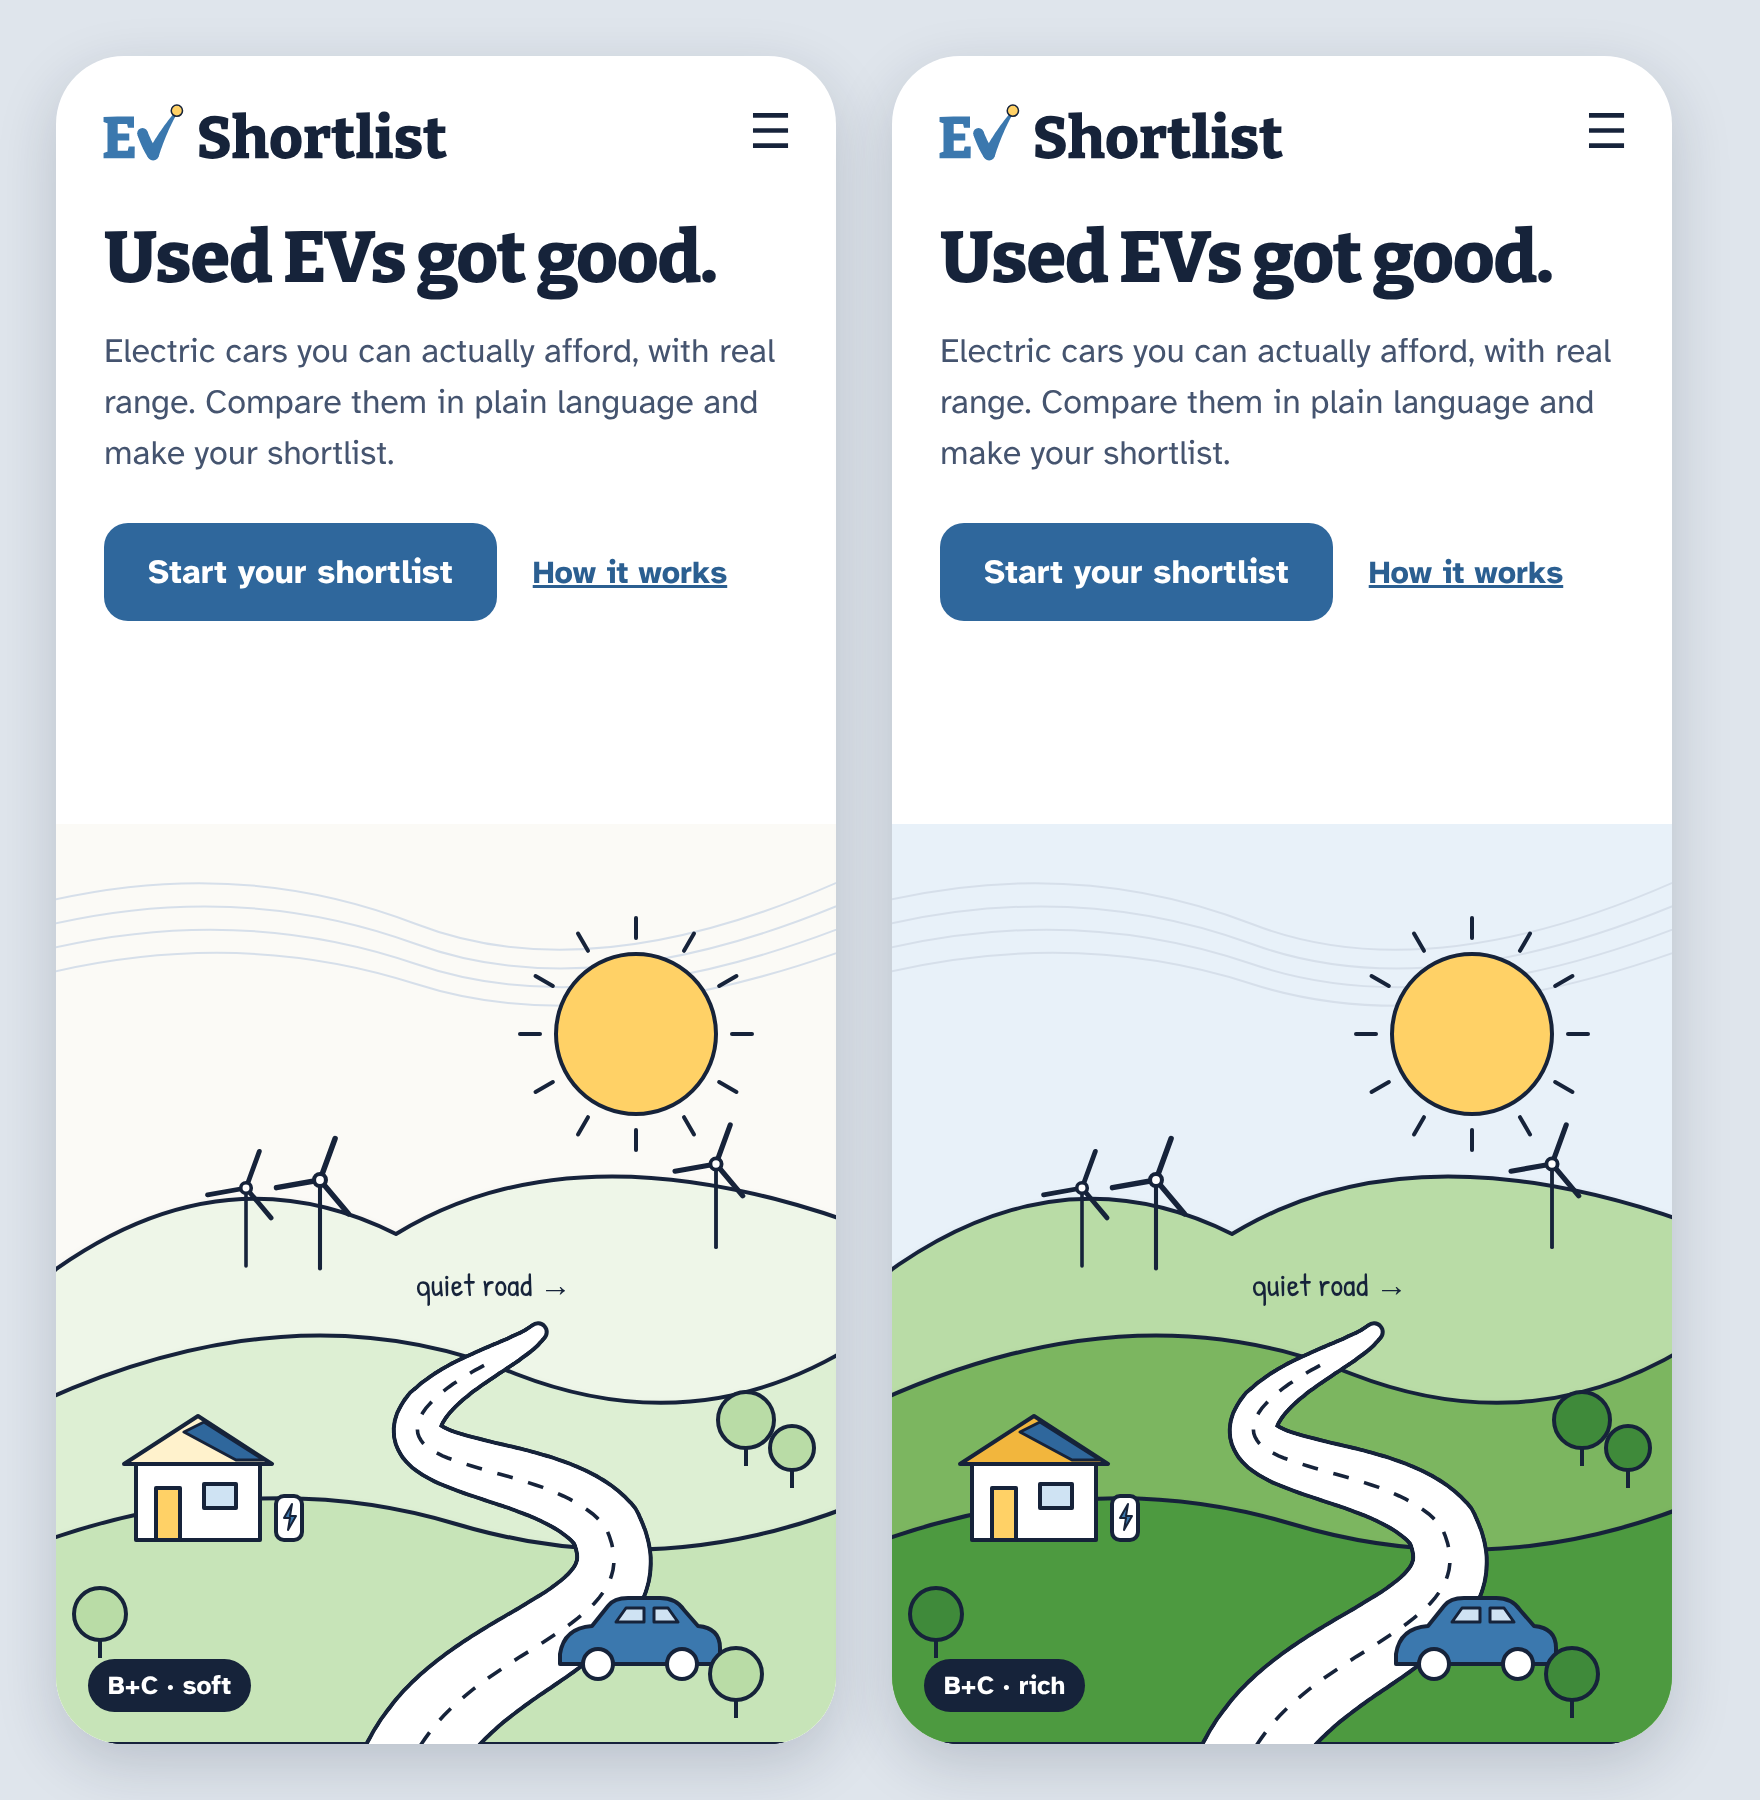 EV Shortlist
Used EVs got good.
Electric cars you can actually afford, with real
range. Compare them in plain language and
make your shortlist.
Start your shortlist
How it works
quiet road →
B+C · soft
EV Shortlist
Used EVs got good.
Electric cars you can actually afford, with real
range. Compare them in plain language and
make your shortlist.
Start your shortlist
How it works
quiet road →
B+C · rich